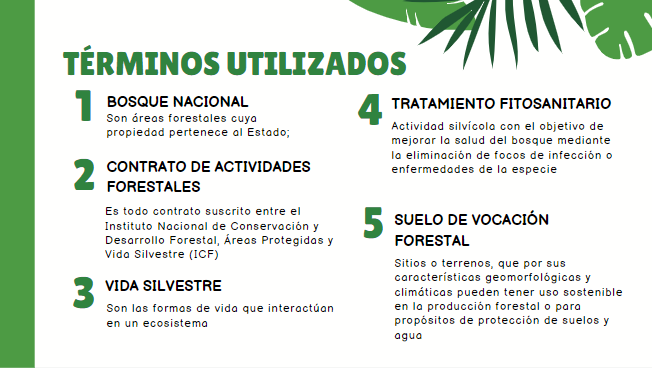 TÉRMINOS UTILIZADOS
1 BOSQUE NACIONAL
Son áreas forestales cuya
propiedad pertenece al Estado;
2 CONTRATO DE ACTIVIDADES
FORESTALES
Es todo contrato suscrito entre el
Instituto Nacional de Conservación y
Desarrollo Forestal, Áreas Protegidas y
Vida Silvestre (ICF)
3 VIDA SILVESTRE
Son las formas de vida que interactúan
en un ecosistema
4 TRATAMIENTO FITOSANITARIO
Actividad silvícola con el objetivo de
mejorar la salud del bosque mediante
la eliminación de focos de infección o
enfermedades de la especie
5 SUELO DE VOCACIÓN
FORESTAL
Sitios o terrenos, que por sus
características geomorfológicas y
climáticas pueden tener uso sostenible
en la producción forestal o para
propósitos de protección de suelos y
agua